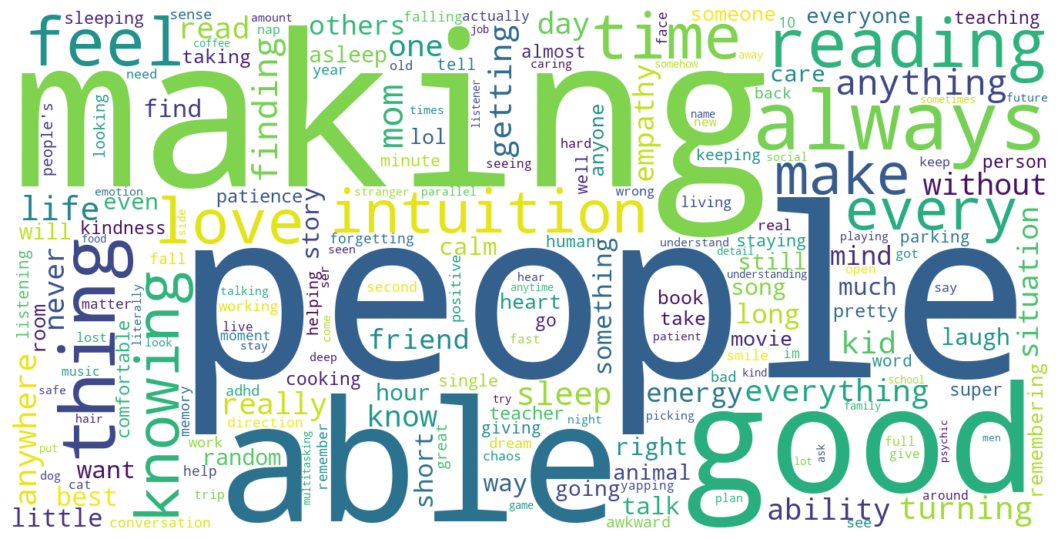 making
people
able
good
time
reading
always
feel
love
intuition
make
every
thing
knowing
anything
without
life
really
sleep
everything
energy
mind
kid
ability
turning
getting
finding
mom
one
others
read
day
sleeping
sense
taking
amount
nap
coffee
need
asleep
year
falling
actually
old
tell
lol
minute
times
job
listener
almost
caring
seeing
hard
well
anyone
someone
face
10
everyone
somehow
away
teaching
care
back
empathy
name
new
keeping
social
sometimes
future
keep
person
people's
looking
find
emotion
patience
even
will
kindness
side
story
stranger
parallel
wrong
living
real
playing
parking
got
situation
food
fall
never
listening
room
matter
lost
literally
look
music
safe
comfortable
hair
forgetting
seen
calm
human
understand
staying
detail
understanding
still
open
say
talking
second
working
live
moment
stay
helping
ser
come
positive
hear
anytime
heart
go
fast
something
song
book
take
long
much
pretty
movie
patient
laugh
friend
deep
smile
im
word
cooking
single
adhd
hour
try
bad
kind
super
anywhere
memory
direction
know
teacher
giving
night
picking
school
family
put
dog
cat
want
best
little
trip
conversation
work
help
random
multitasking
remember
short
great
dream
chaos
game
way
right
animal
going
yapping
talk
awkward
plan
lot
ask
full
give
psychic
men
around
see
remembering